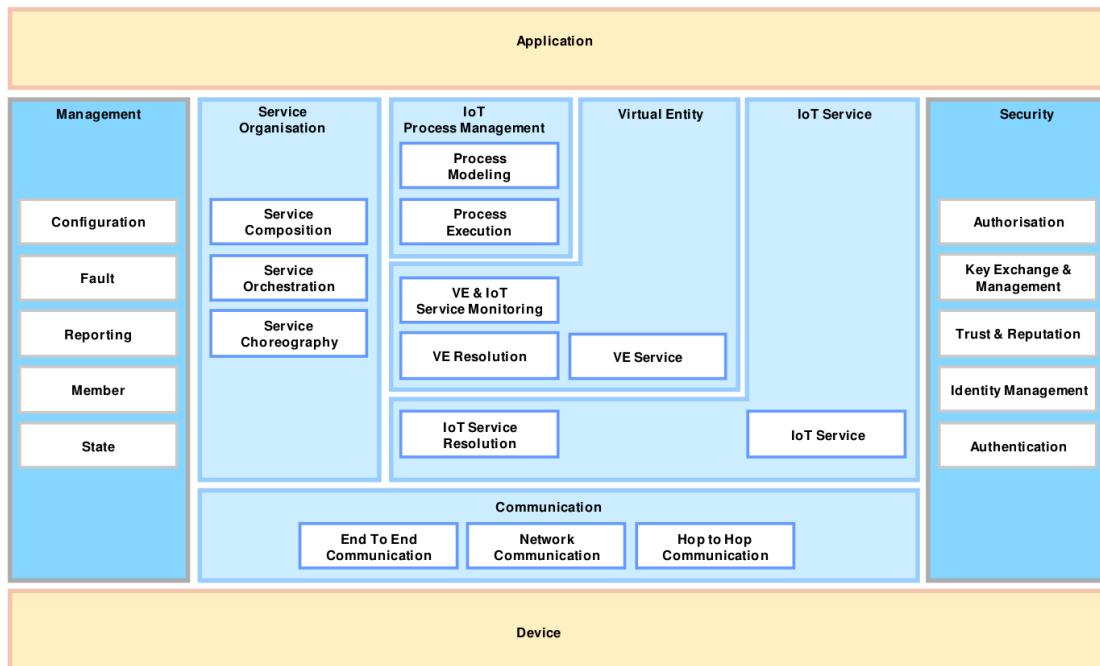 Application
Management
Configuration
Fault
Reporting
Member
State
Service
Organisation
Service
Composition
Service
Orchestration
Service
Choreography
IoT
Process Management
Process
Modeling
Process
Execution
Virtual Entity
VE & IoT
Service Monitoring
VE Resolution
VE Service
IoT Service
IoT Service
Resolution
IoT Service
Security
Authorisation
Key Exchange &
Management
Trust & Reputation
Identity Management
Authentication
Communication
End To End
Communication
Network
Communication
Hop to Hop
Communication
Device